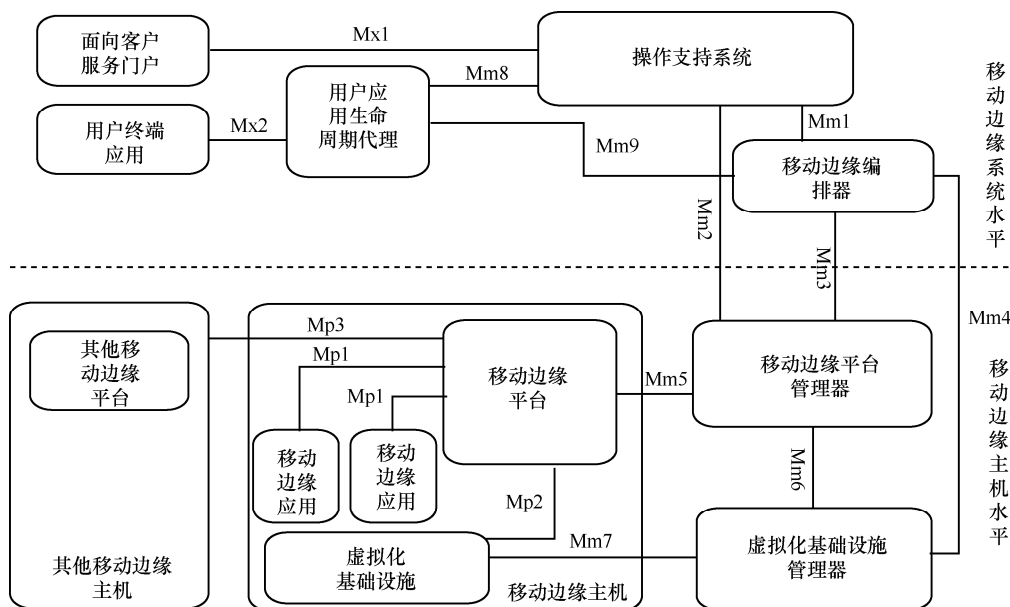 面向客户
服务门户
Mx1
操作支持系统
用户应
用生命
周期代理
Mm8
用户终端
应用
Mx2
Mm1
Mm9
移动边缘编
排器
移动边缘系统水平
Mm2
Mm3
Mm4
其他移
动边缘
平台
Mp3
Mp1
Mp1
移动边缘
平台
Mm5
移动边缘平台
管理器
移动边缘主机水平
移动
边缘
应用
移动
边缘
应用
Mp2
Mm6
虚拟化
基础设施
Mm7
虚拟化基础设施
管理器
其他移动边缘
主机
移动边缘主机